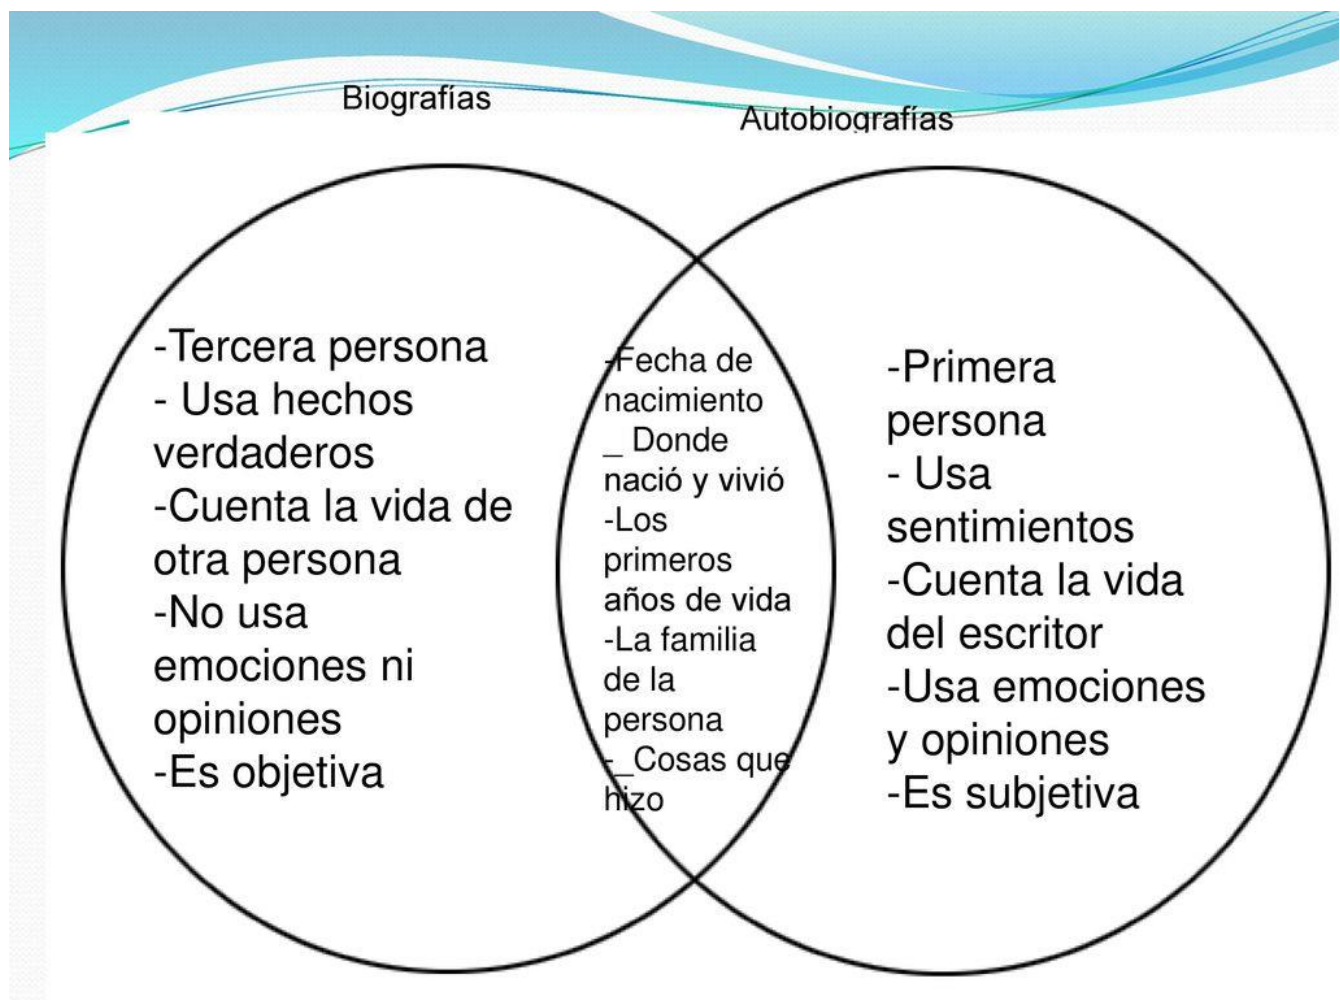 Biografías
Autobiografías
-Tercera persona
- Usa hechos
verdaderos
-Cuenta la vida de
otra persona
-No usa
emociones ni
opiniones
-Es objetiva
-Fecha de
nacimiento
_ Donde
nació y vivió
-Los
primeros
años de vida
-La familia
de la
persona
-_Cosas que
hizo
-Primera
persona
- Usa
sentimientos
-Cuenta la vida
del escritor
-Usa emociones
y opiniones
-Es subjetiva